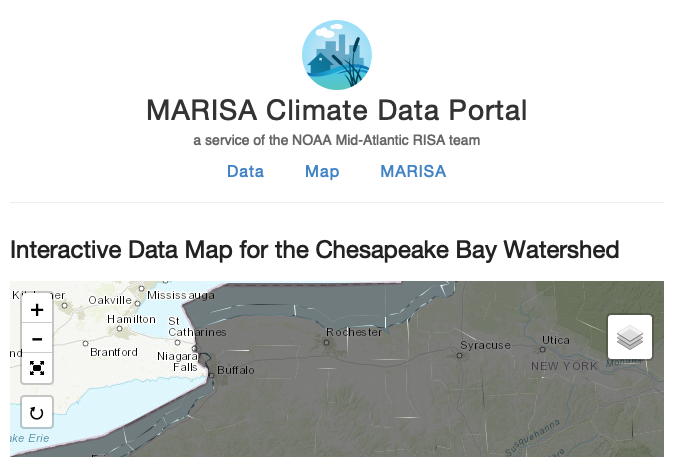 MARISA Climate Data Portal
a service of the NOAA Mid-Atlantic RISA team
Data Map MARISA
Interactive Data Map for the Chesapeake Bay Watershed
Oakville
Mississauga
Hamilton
St
Catharines
Brantford
Niagara
Falls
Buffalo
Rochester
Syracuse
Utica
NEW YORK
Susquehanna
ke Erie
+
−